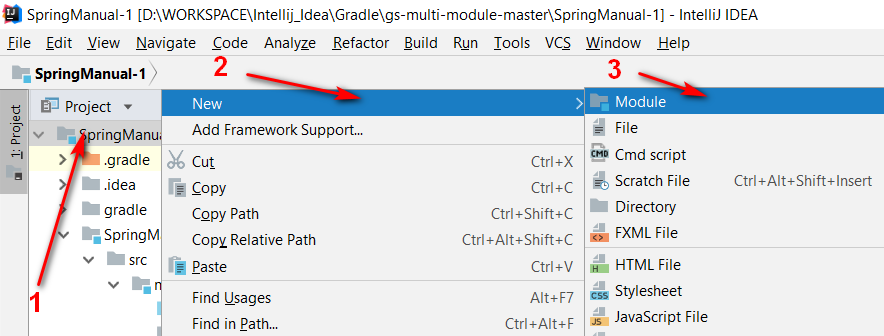 SpringManual-1 [D:\WORKSPACE\Intellij_Idea\Gradle\gs-multi-module-master\SpringManual-1] - IntelliJ IDEA
File Edit View Navigate Code Analyze Refactor Build Run Tools VCS Window Help
SpringManual-1
2
3
1: Project
Project
SpringManua
.gradle
.idea
gradle
SpringMa
src
1
New
Add Framework Support...
Cut Ctrl+X
Copy Ctrl+C
Copy Path Ctrl+Shift+C
Copy Relative Path Ctrl+Alt+Shift+C
Paste Ctrl+V
Find Usages Alt+F7
Find in Path... Ctrl+Alt+F
Module
File
Cmd script
Scratch File Ctrl+Alt+Shift+Insert
Directory
FXML File
HTML File
Stylesheet
JavaScript File